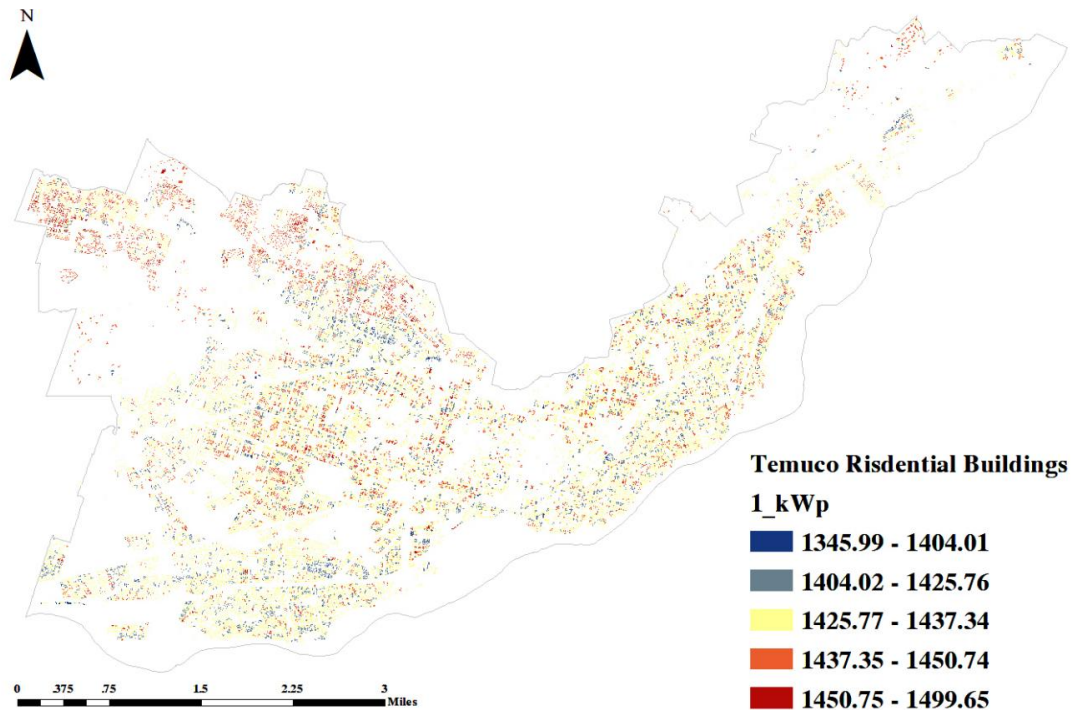 N
Temuco Risdential Buildings
1_kWp
1345.99 - 1404.01
1404.02 - 1425.76
1425.77 - 1437.34
1437.35 - 1450.74
1450.75 - 1499.65
0 .375 .75 1.5 2.25 3
Miles